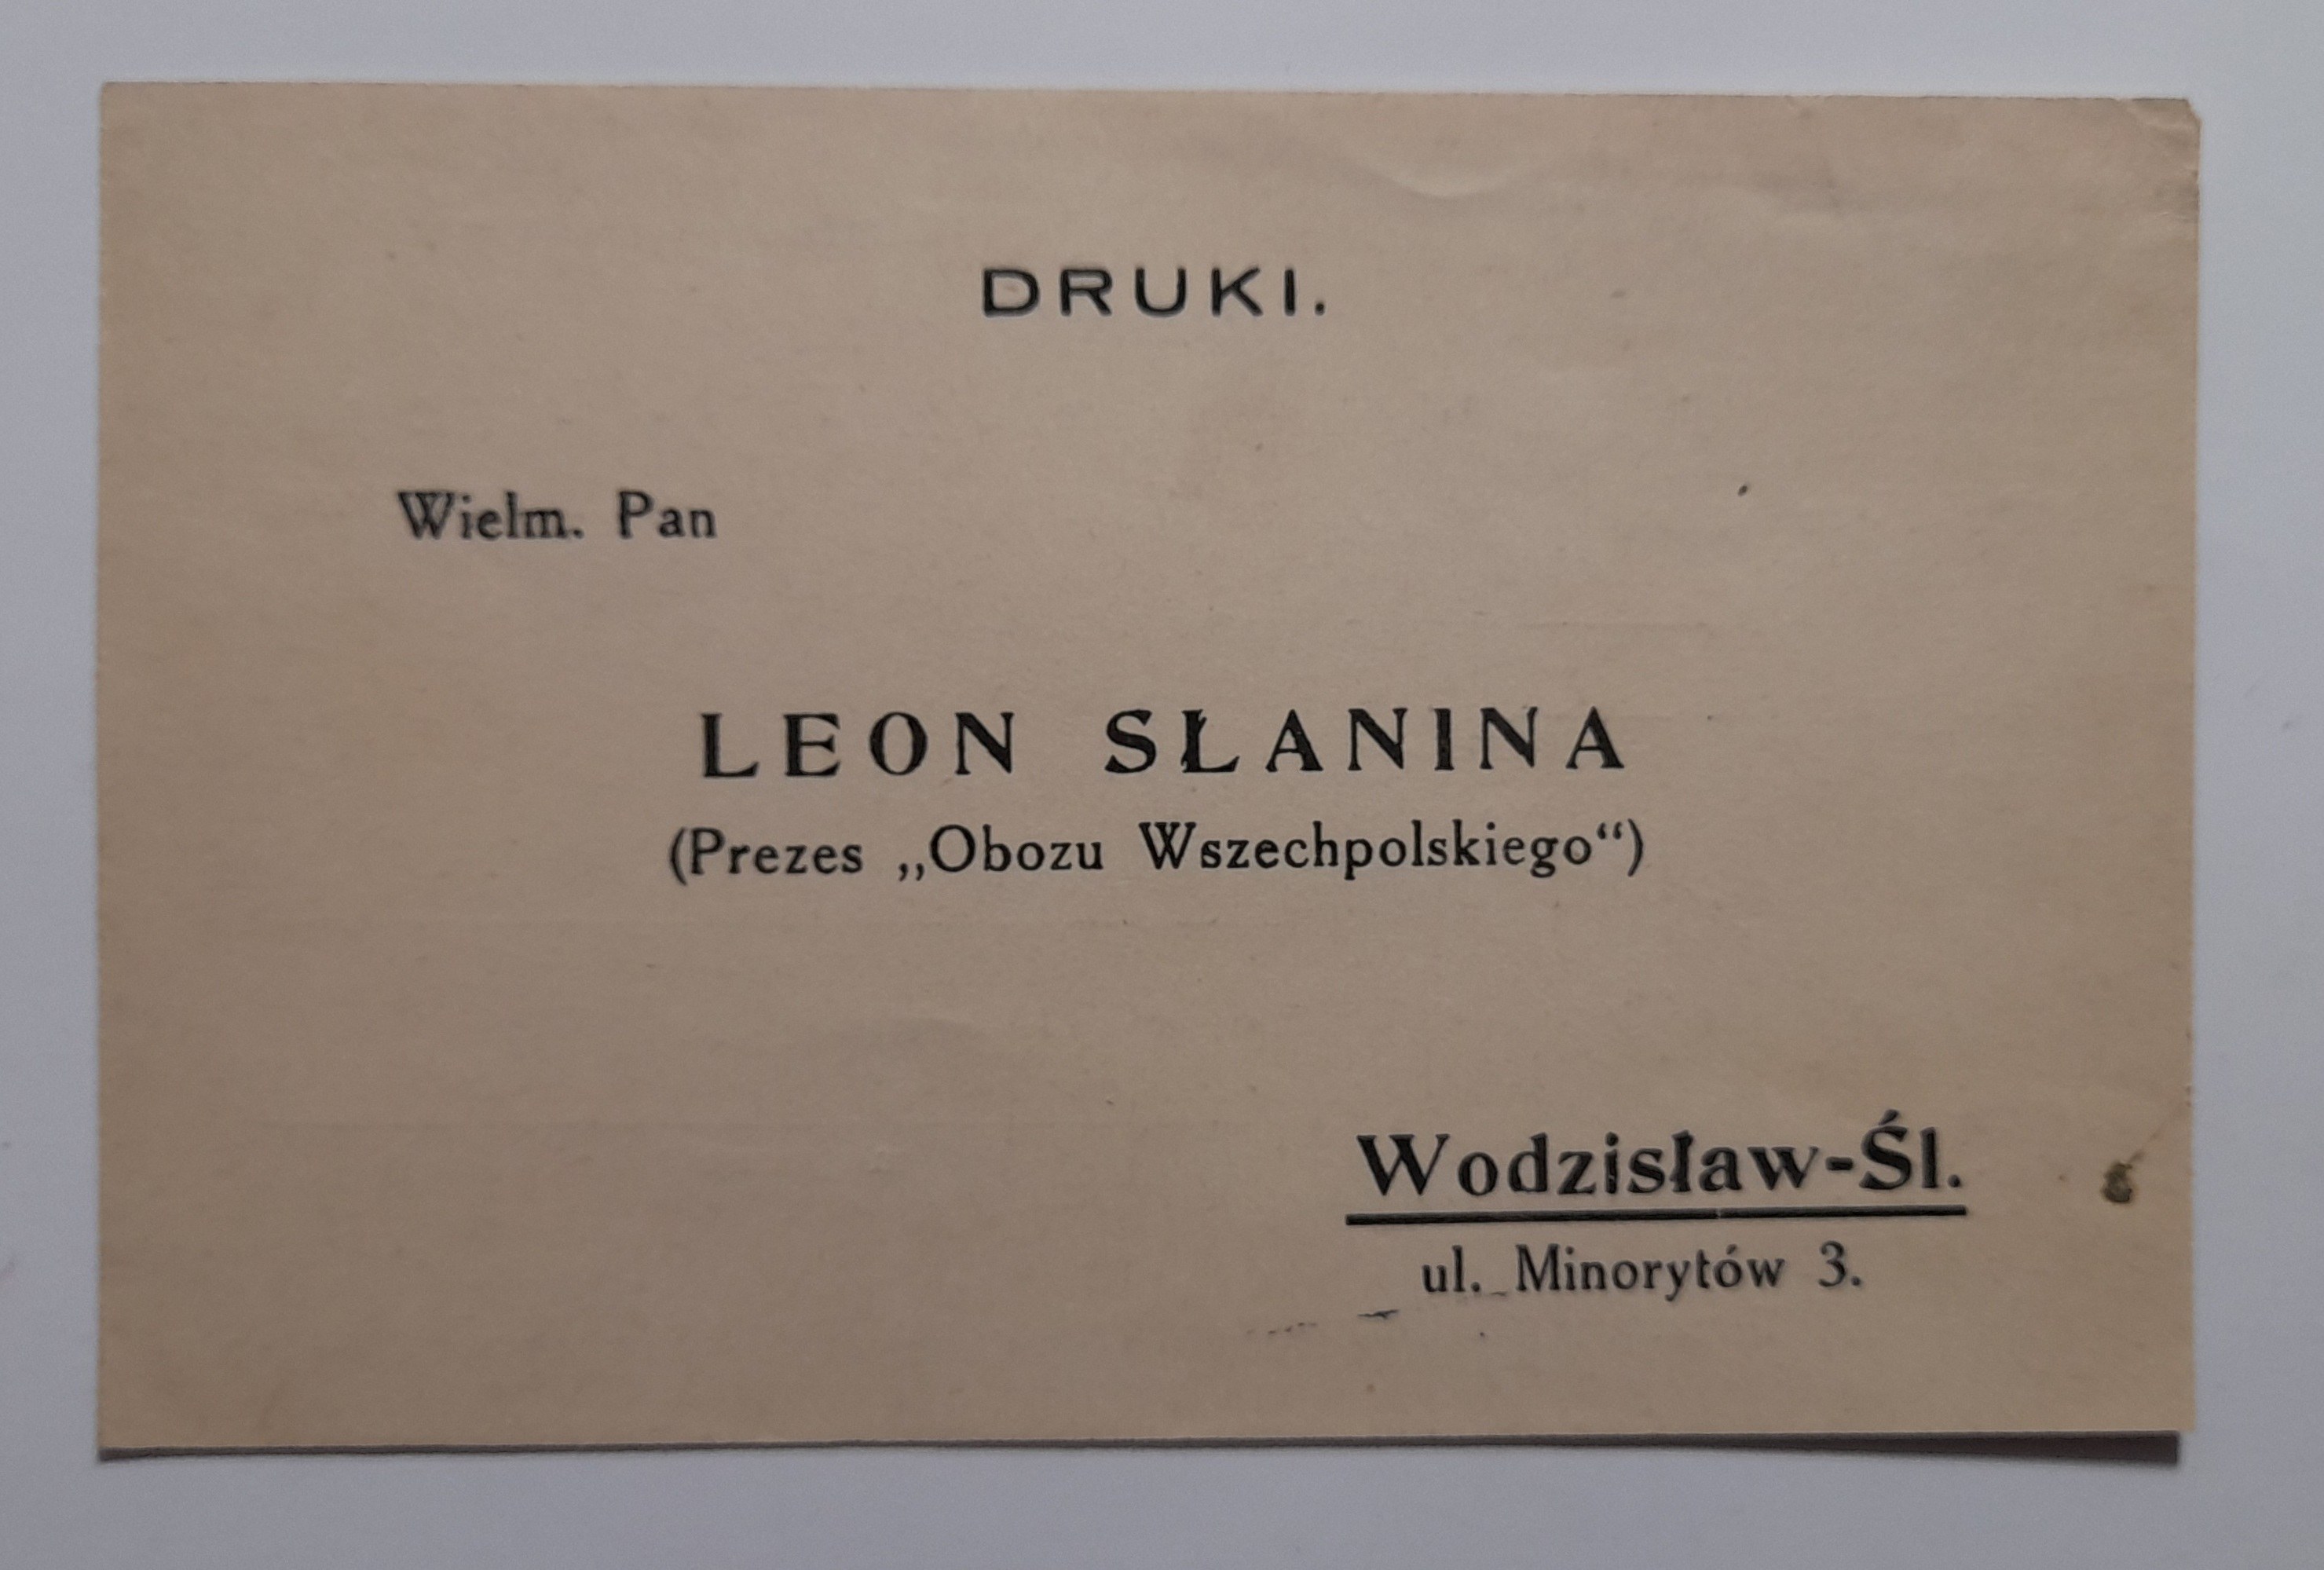 DRUKI.
Wielm. Pan
LEON SŁANINA
(Prezes „Obozu Wszechpolskiego“)
Wodzisław-Śl.
ul. Minorytów 3.